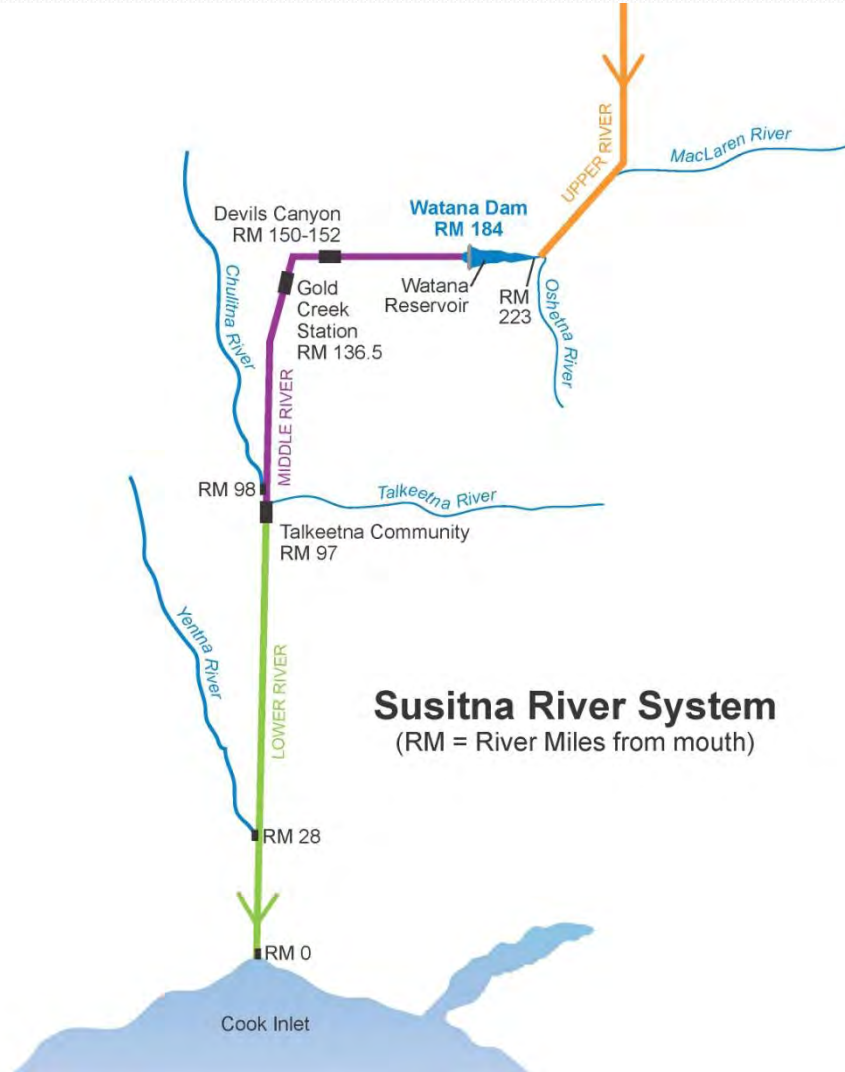 UPPER RIVER
MacLaren River
Devils Canyon
RM 150-152
Watana Dam
RM 184
Chulitna River
Gold
Creek
Station
RM 136.5
Watana
Reservoir
RM
223
Oshetna River
MIDDLE RIVER
RM 98
Talkeetna River
Talkeetna Community
RM 97
Yentna River
LOWER RIVER
Susitna River System
(RM = River Miles from mouth)
RM 28
RM 0
Cook Inlet